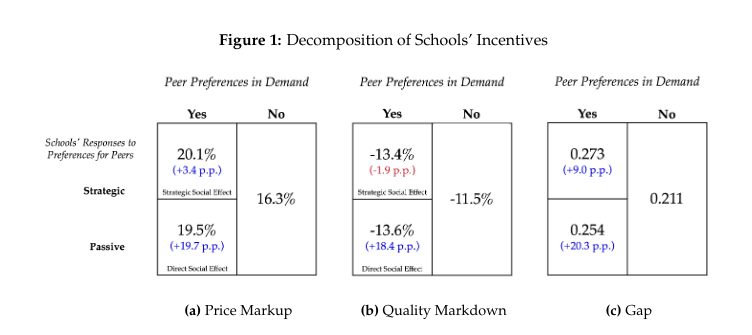 Figure 1: Decomposition of Schools' Incentives
Peer Preferences in Demand
Peer Preferences in Demand
Peer Preferences in Demand
Yes No
Yes No
Yes No
Schools' Responses to
Preferences for Peers
Strategic
Passive
20.1%
(+3.4 p.p.)
Strategic Social Effect
16.3%
19.5%
(+19.7 p.p.)
Direct Social Effect
-13.4%
(-1.9 p.p.)
Strategic Social Effect
-11.5%
-13.6%
(+18.4 p.p.)
Direct Social Effect
0.273
(+9.0 p.p.)
0.211
0.254
(+20.3 p.p.)
(a) Price Markup
(b) Quality Markdown
(c) Gap